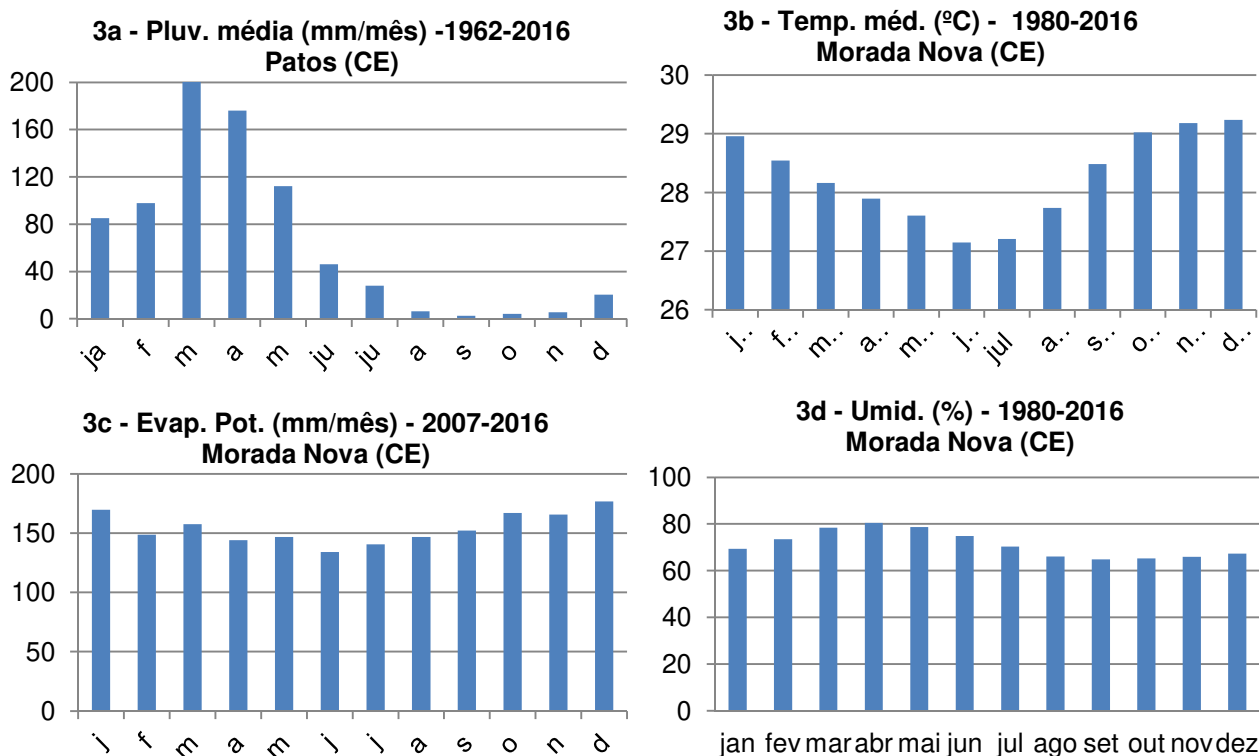 3a - Pluv. média (mm/mês) -1962-2016
Patos (CE)
200
160
120
80
40
0
ja f m a m ju ju a s o n d
3b - Temp. méd. (ºC) - 1980-2016
Morada Nova (CE)
30
29
28
27
26
j.. f.. m.. a.. m.. j.. jul a.. s.. o.. n.. d..
3c - Evap. Pot. (mm/mês) - 2007-2016
Morada Nova (CE)
200
150
100
50
0
j f m a m j j a s o n d
3d - Umid. (%) - 1980-2016
Morada Nova (CE)
100
80
60
40
20
0
jan fev mar abr mai jun jul ago set out nov dez